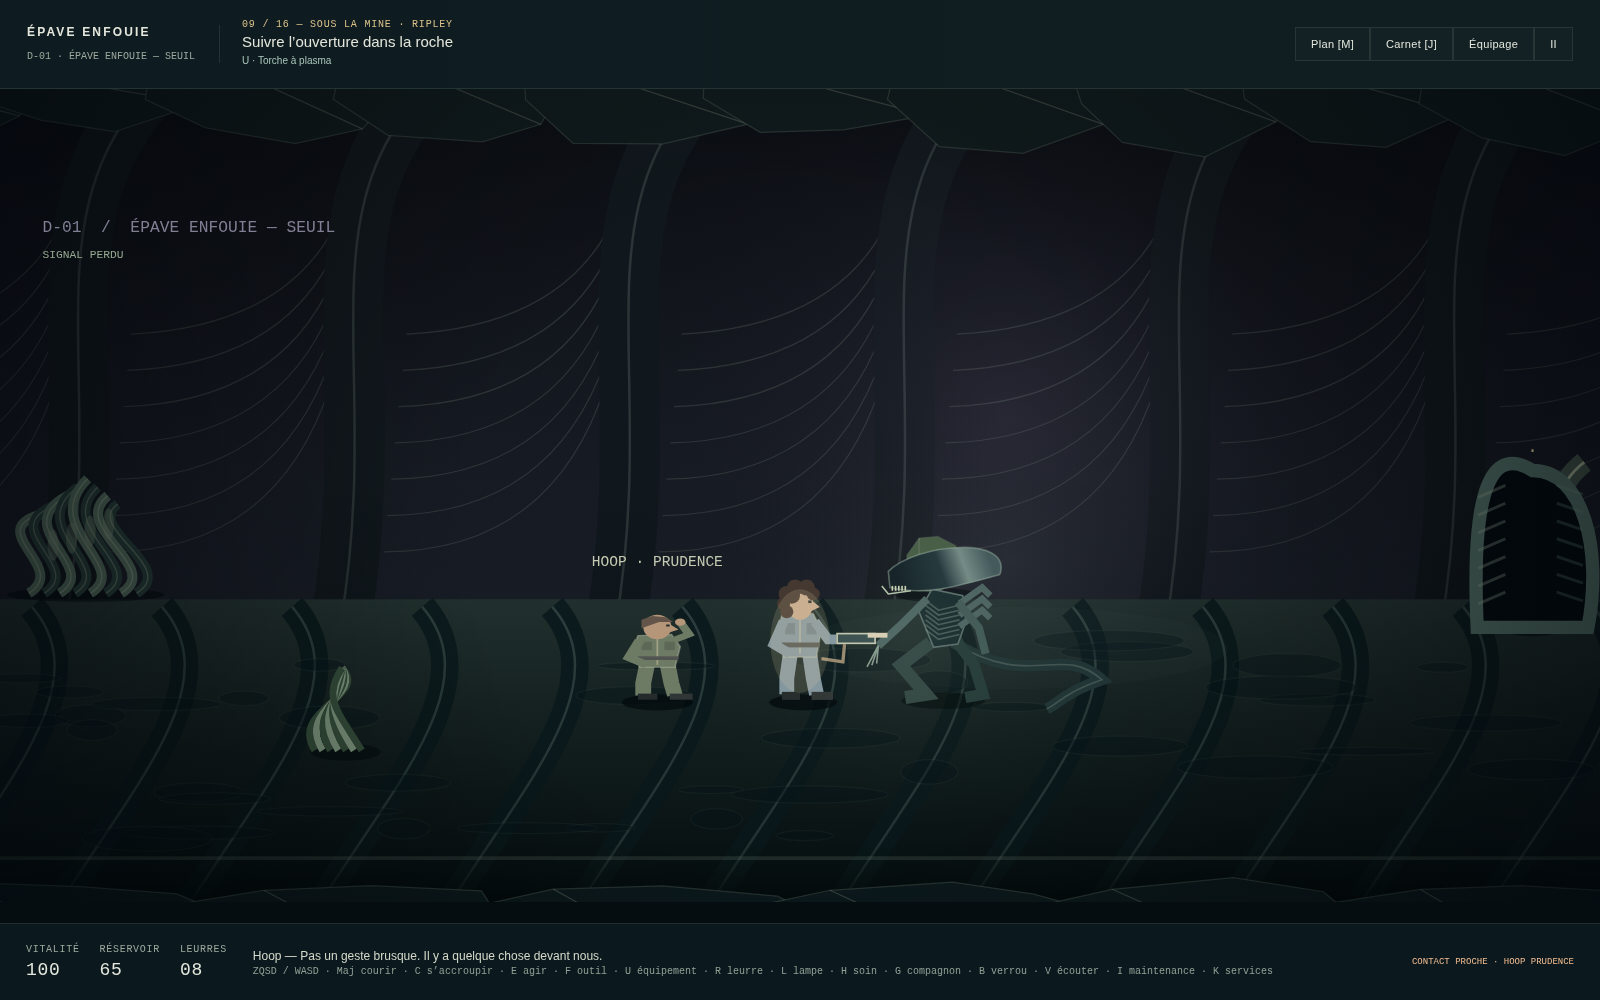 ÉPAVE ENFOUIE
D-01 · ÉPAVE ENFOUIE — SEUIL
09 / 16 — SOUS LA MINE · RIPLEY
Suivre l’ouverture dans la roche
U · Torche à plasma
Plan [M]
Carnet [J]
Équipage
II
D-01 / ÉPAVE ENFOUIE — SEUIL
SIGNAL PERDU
HOOP · PRUDENCE
VITALITÉ
100
RÉSERVOIR
65
LEURRES
08
Hoop — Pas un geste brusque. Il y a quelque chose devant nous.
ZQSD / WASD · Maj courir · C s’accroupir · E agir · F outil · U équipement · R leurre · L lampe · H soin · G compagnon · B verrou · V écouter · I maintenance · K services
CONTACT PROCHE · HOOP PRUDENCE